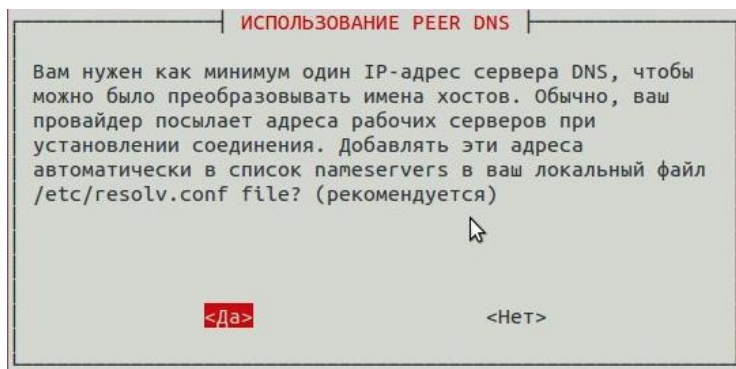 ИСПОЛЬЗОВАНИЕ PEER DNS
Вам нужен как минимум один IP-адрес сервера DNS, чтобы
можно было преобразовывать имена хостов. Обычно, ваш
провайдер посылает адреса рабочих серверов при
установлении соединения. Добавлять эти адреса
автоматически в список nameservers в ваш локальный файл
/etc/resolv.conf file? (рекомендуется)
<Да> <Нет>